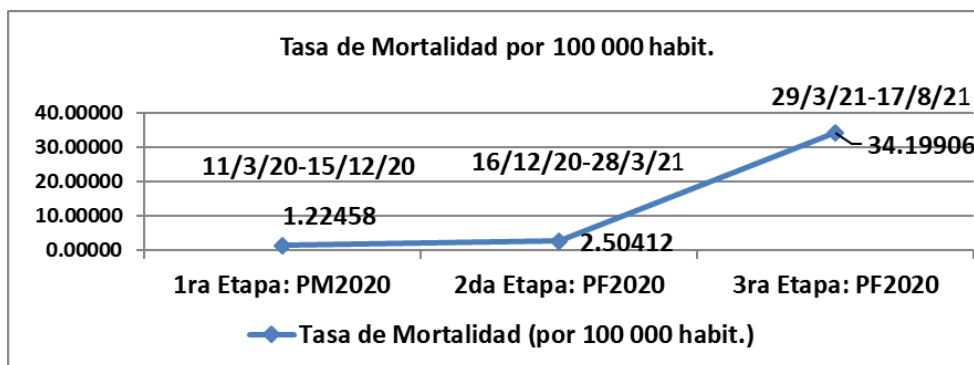 Tasa de Mortalidad por 100 000 habit.
40.00000
30.00000
20.00000
10.00000
0.00000
11/3/20-15/12/20
1.22458
16/12/20-28/3/21
2.50412
29/3/21-17/8/21
34.19906
1ra Etapa: PM2020
2da Etapa: PF2020
3ra Etapa: PF2020
Tasa de Mortalidad (por 100 000 habit.)